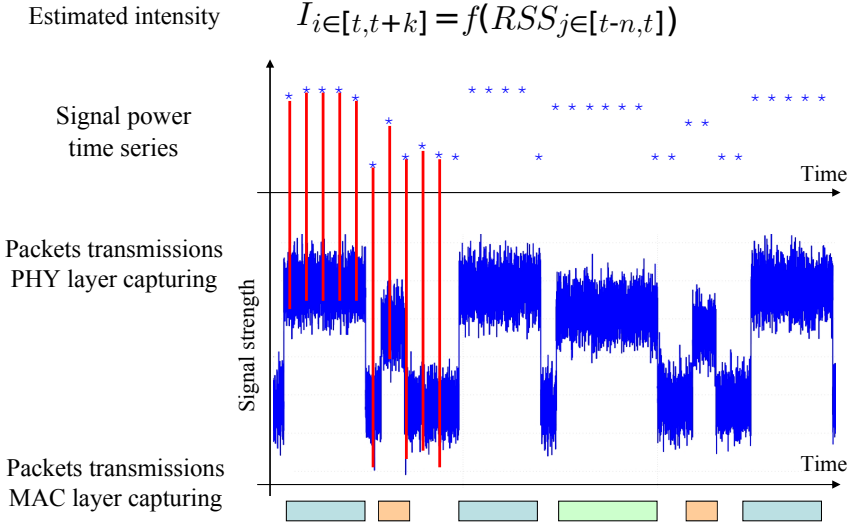 Estimated intensity
I_{i∈[t,t+k]} = f(RSS_{j∈[t-n,t]})
Signal power
time series
Time
Packets transmissions
PHY layer capturing
Signal strength
Time
Packets transmissions
MAC layer capturing